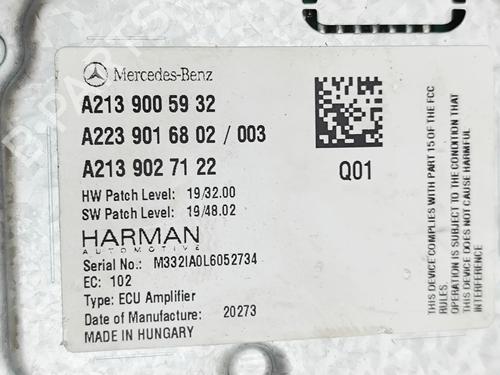 Mercedes-Benz
A213 900 59 32
A223 901 68 02 / 003
A213 902 71 22
Q01
HW Patch Level: 19/32.00
SW Patch Level: 19/48.02
HARMAN
AUTOMOTIVE
Serial No.: M332IA0L6052734
EC: 102
Type: ECU Amplifier
Date of Manufacture: 20273
MADE IN HUNGARY
THIS DEVICE COMPLIES WITH PART 15 OF THE FCC
RULES.
OPERATION IS SUBJECT TO THE CONDITION THAT
THIS DEVICE DOES NOT CAUSE HARMFUL
INTERFERENCE